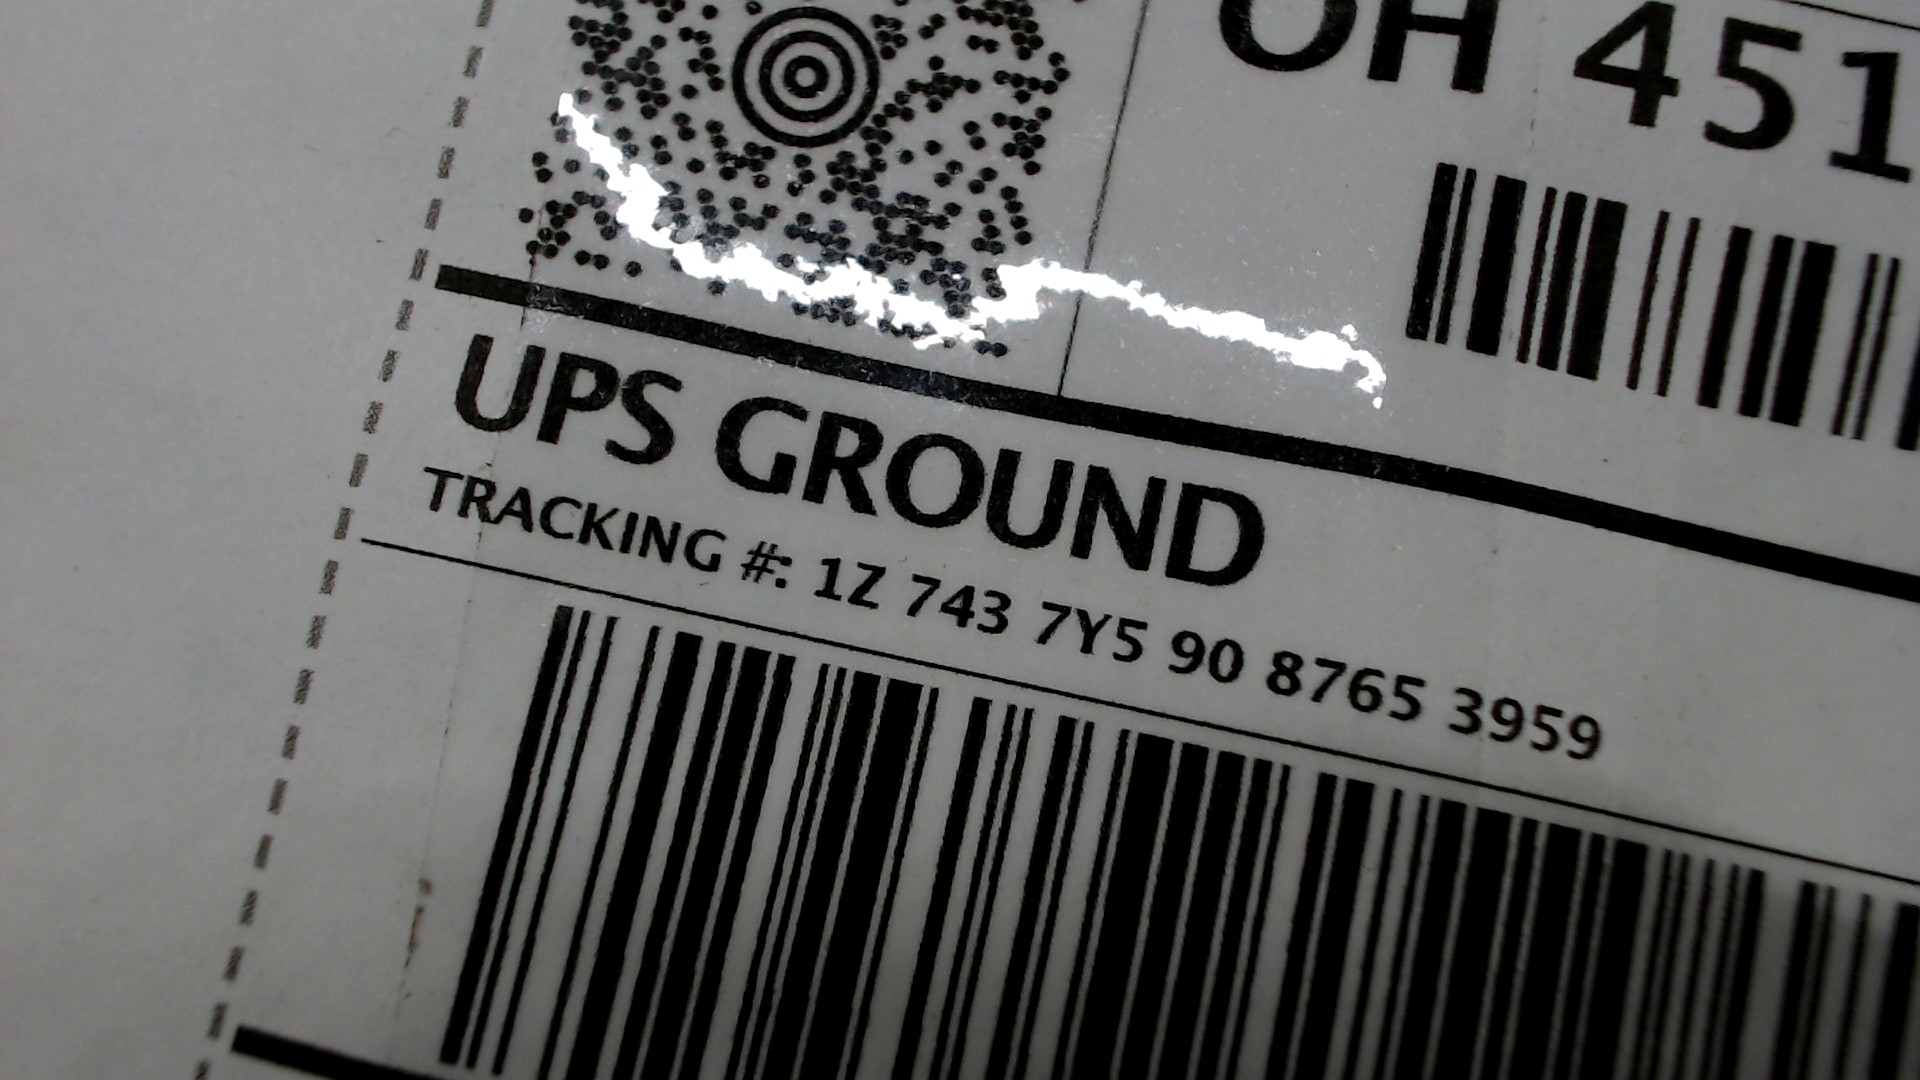 OH 451
UPS GROUND
TRACKING #: 1Z 743 7Y5 90 8765 3959